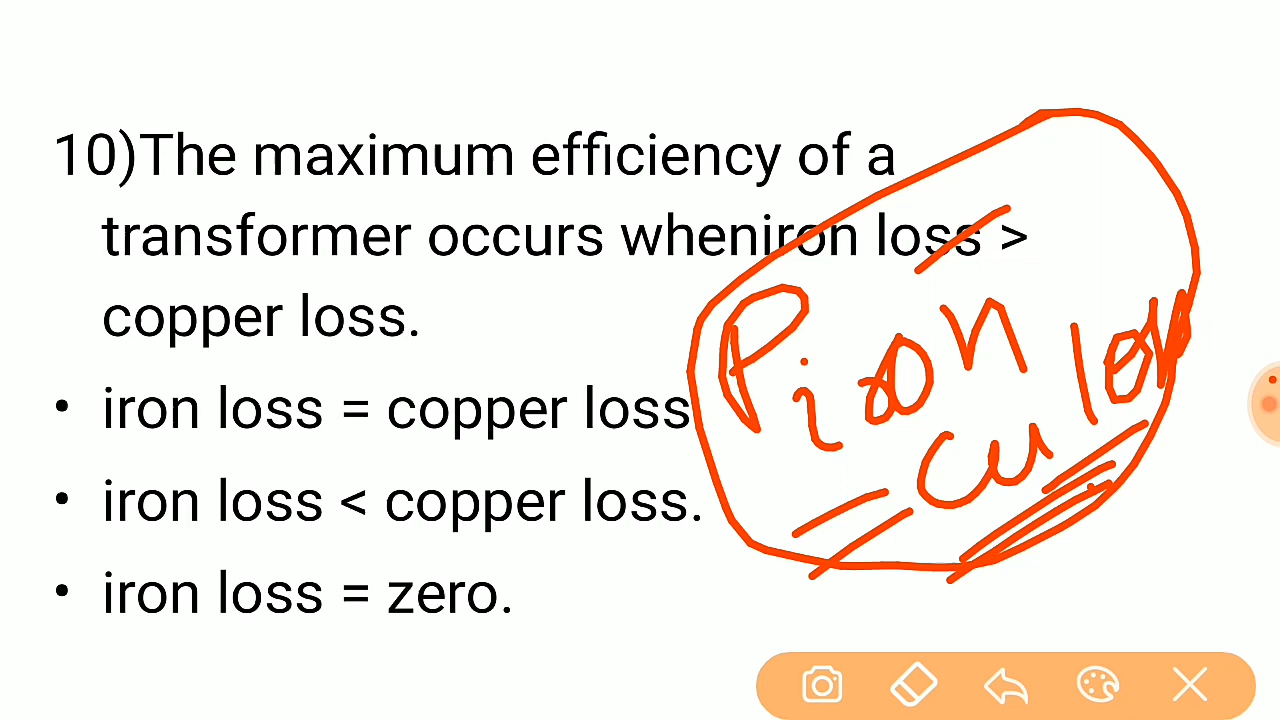 10)The maximum efficiency of a
transformer occurs wheniron loss >
copper loss.
• iron loss = copper loss
• iron loss < copper loss.
• iron loss = zero.
Piron loss
= cu